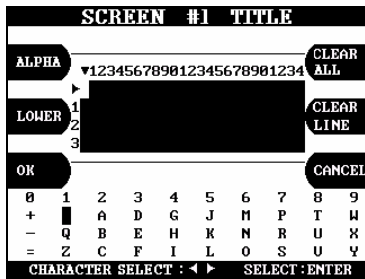 SCREEN #1 TITLE
ALPHA
CLEAR ALL
▼123456789012345678901234
►
LOWER
1
2
3
CLEAR LINE
OK
CANCEL
0 1 2 3 4 5 6 7 8 9
+ A D G J M P T W
- Q B E H K N R U X
= Z C F I L O S U Y
CHARACTER SELECT : ◄ ► SELECT:ENTER